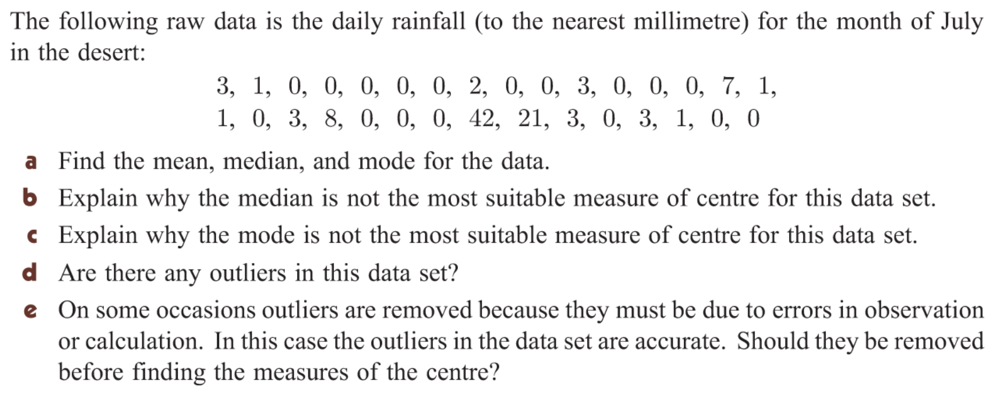 The following raw data is the daily rainfall (to the nearest millimetre) for the month of July
in the desert:
3, 1, 0, 0, 0, 0, 0, 2, 0, 0, 3, 0, 0, 0, 7, 1,
1, 0, 3, 8, 0, 0, 0, 42, 21, 3, 0, 3, 1, 0, 0
a Find the mean, median, and mode for the data.
b Explain why the median is not the most suitable measure of centre for this data set.
c Explain why the mode is not the most suitable measure of centre for this data set.
d Are there any outliers in this data set?
e On some occasions outliers are removed because they must be due to errors in observation
or calculation. In this case the outliers in the data set are accurate. Should they be removed
before finding the measures of the centre?